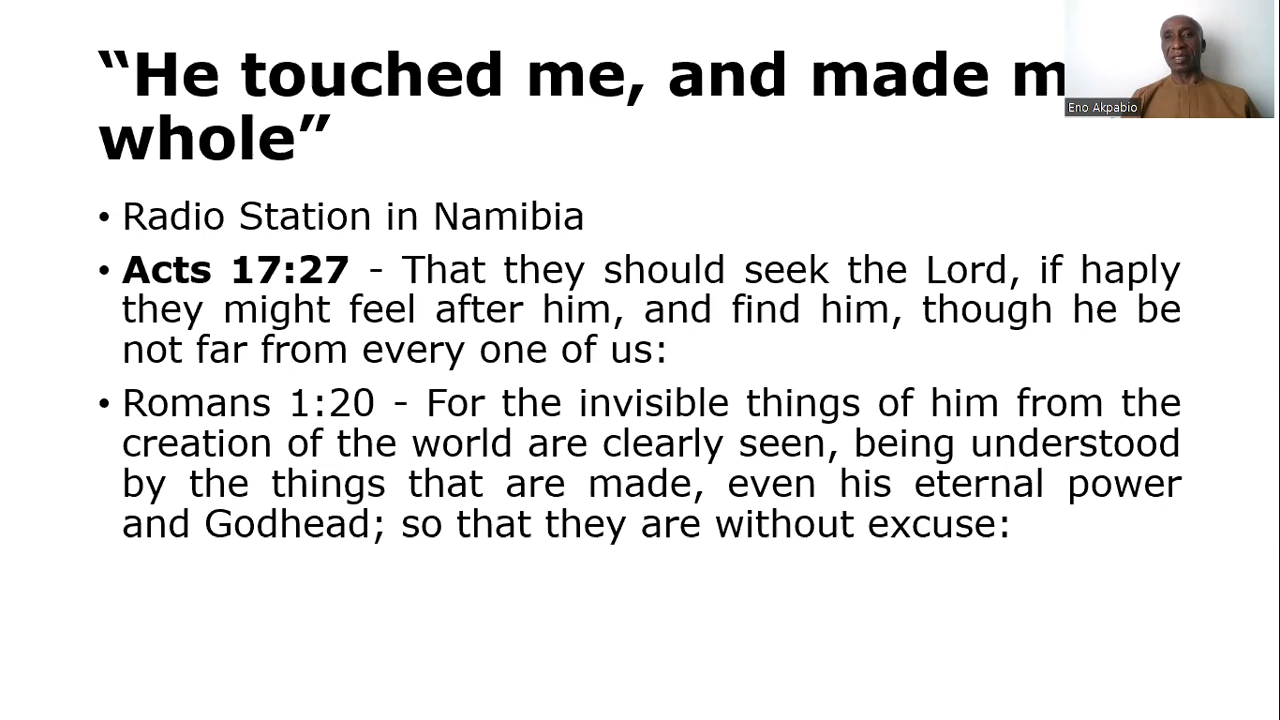 “He touched me, and made m
whole”
Eno Akpabio
• Radio Station in Namibia
• Acts 17:27 - That they should seek the Lord, if haply
they might feel after him, and find him, though he be
not far from every one of us:
• Romans 1:20 - For the invisible things of him from the
creation of the world are clearly seen, being understood
by the things that are made, even his eternal power
and Godhead; so that they are without excuse: